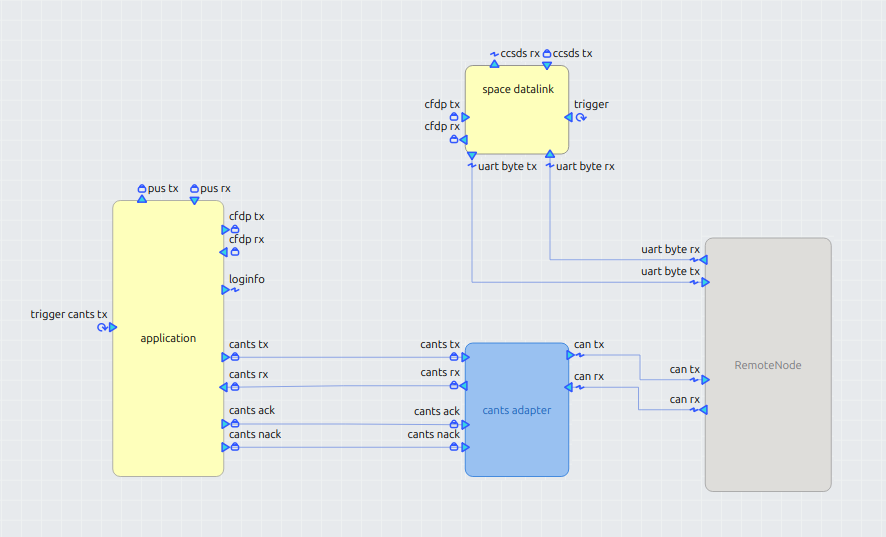 ccsds rx ccsds tx
space datalink
cfdp tx
trigger
cfdp rx
uart byte tx uart byte rx
pus tx pus rx
cfdp tx
cfdp rx
loginfo
trigger cants tx
application
cants tx
cants rx
cants ack
cants nack
cants tx
cants rx
cants ack
cants nack
cants adapter
can tx
can rx
uart byte rx
uart byte tx
RemoteNode
can tx
can rx